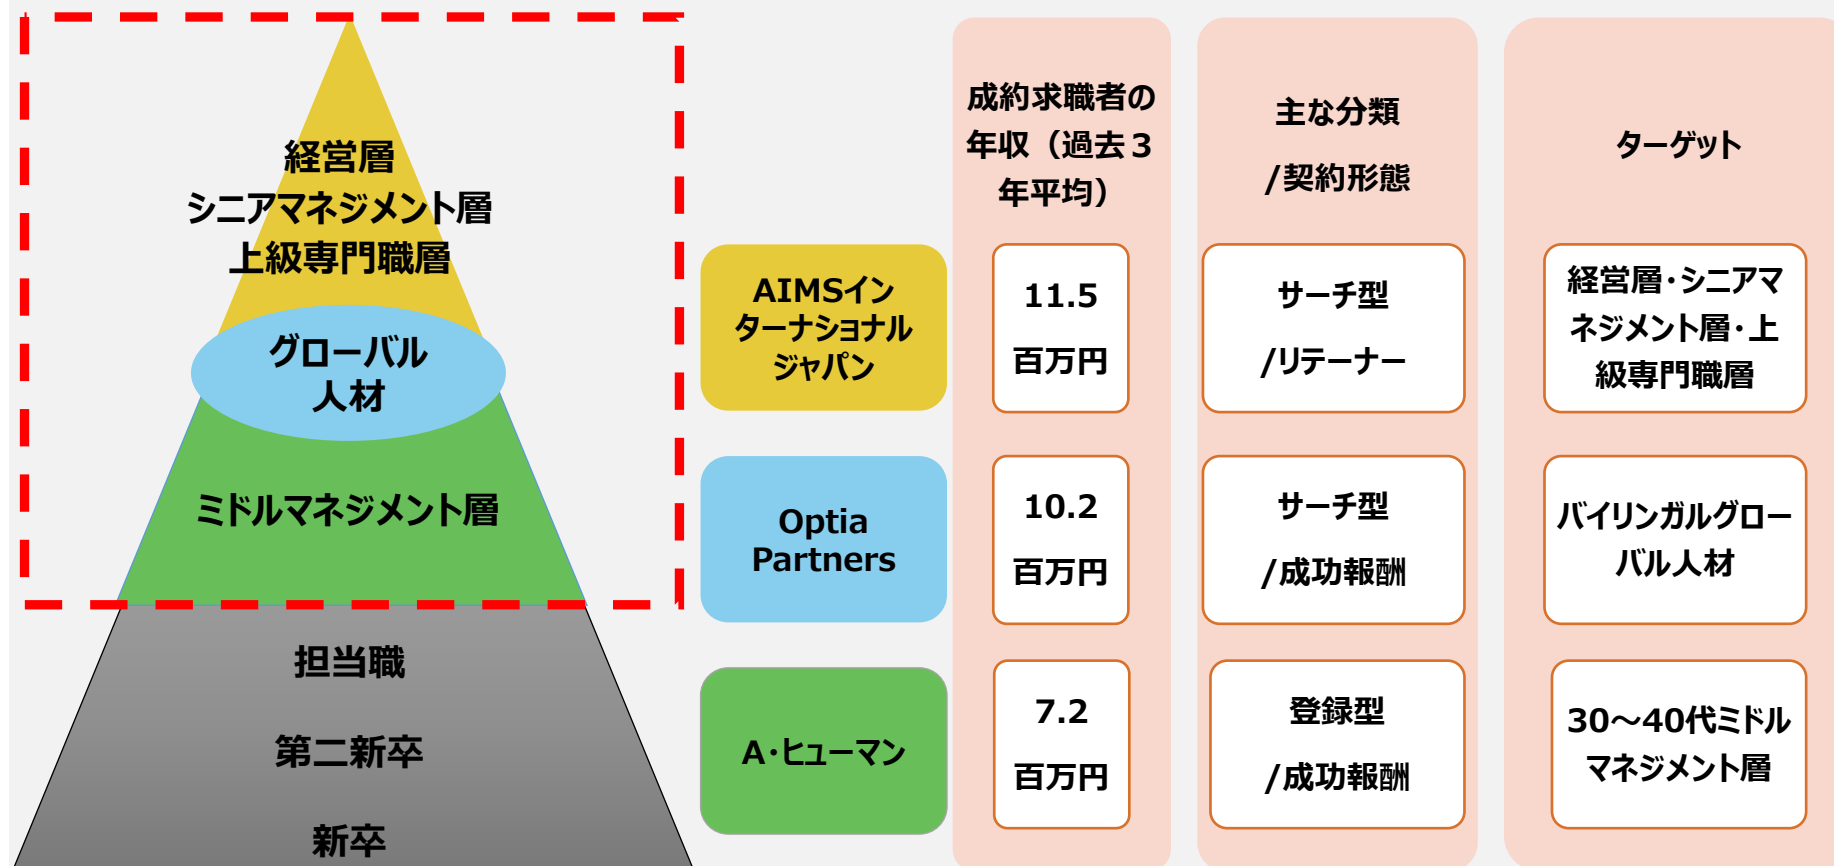 経営層
シニアマネジメント層
上級専門職層
グローバル
人材
ミドルマネジメント層
担当職
第二新卒
新卒
成約求職者の
年収（過去３
年平均）
主な分類
/契約形態
ターゲット
AIMSイン
ターナショナル
ジャパン
11.5
百万円
サーチ型
/リテーナー
経営層・シニアマ
ネジメント層・上
級専門職層
Optia
Partners
10.2
百万円
サーチ型
/成功報酬
バイリンガルグロー
バル人材
A・ヒューマン
7.2
百万円
登録型
/成功報酬
30～40代ミドル
マネジメント層